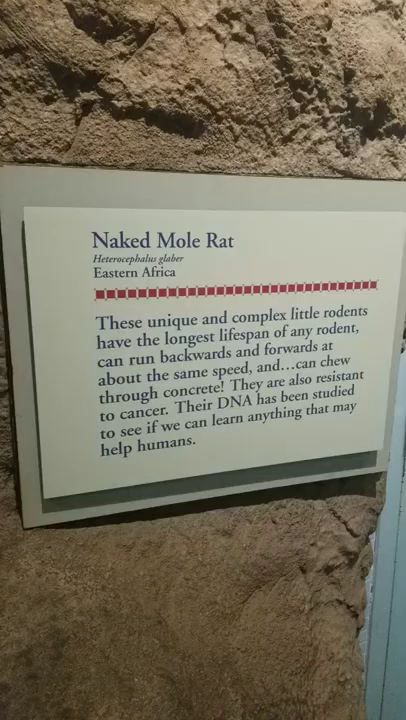 Naked Mole Rat
Heterocephalus glaber
Eastern Africa
These unique and complex little rodents
have the longest lifespan of any rodent,
can run backwards and forwards at
about the same speed, and...can chew
through concrete! They are also resistant
to cancer. Their DNA has been studied
to see if we can learn anything that may
help humans.